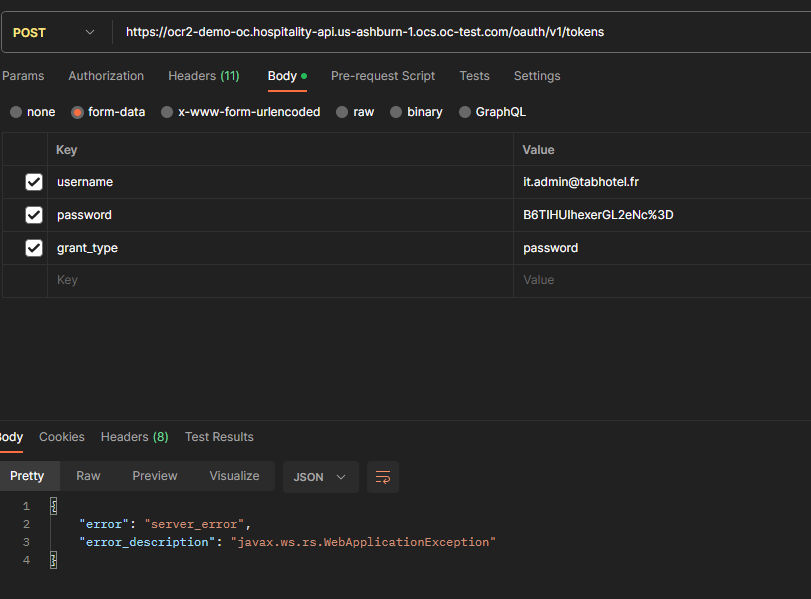 POST https://ocr2-demo-oc.hospitality-api.us-ashburn-1.ocs.oc-test.com/oauth/v1/tokens
Params Authorization Headers (11) Body Pre-request Script Tests Settings
none form-data x-www-form-urlencoded raw binary GraphQL
Key Value
username it.admin@tabhotel.fr
password B6TIHUIhexerGL2eNc%3D
grant_type password
Key Value
Body Cookies Headers (8) Test Results
Pretty Raw Preview Visualize JSON
1 {
2 "error": "server_error",
3 "error_description": "javax.ws.rs.WebApplicationException"
4 }